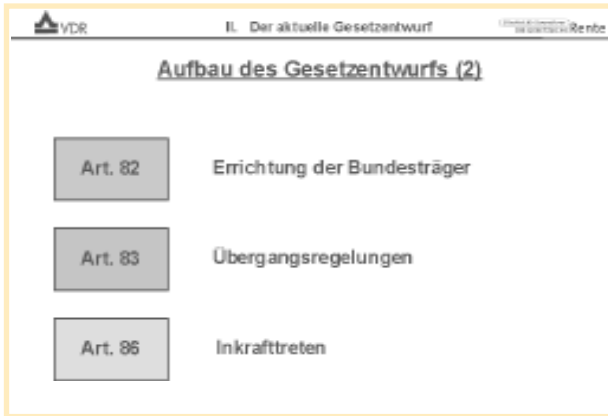 VDR
II. Der aktuelle Gesetzentwurf
Rente
Aufbau des Gesetzentwurfs (2)
Art. 82
Errichtung der Bundesträger
Art. 83
Übergangsregelungen
Art. 86
Inkrafttreten